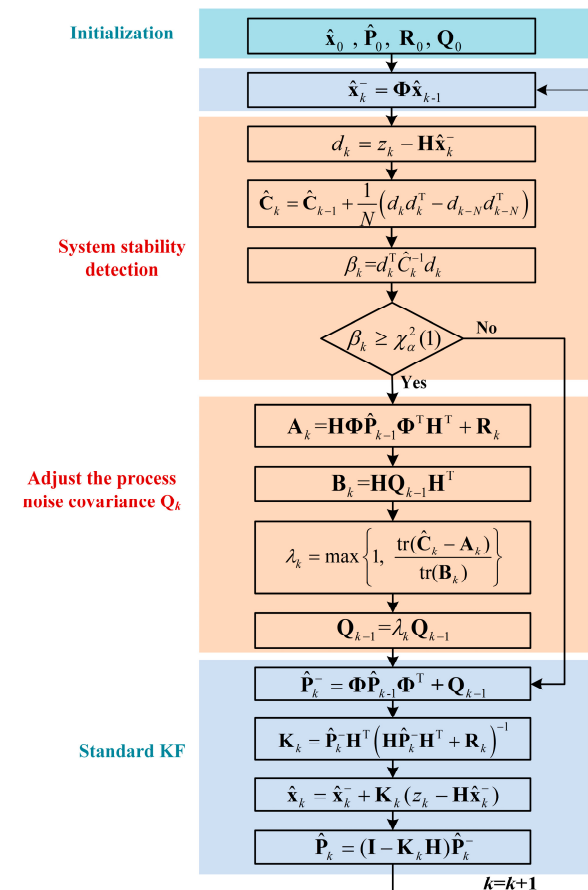 Initialization
x̂₀ , P̂₀, R₀, Q₀
x̂ₖ⁻ = Φx̂ₖ₋₁
dₖ = zₖ − Hx̂ₖ⁻
Ĉₖ = Ĉₖ₋₁ + 1/N (dₖdₖᵀ − dₖ₋N dₖ₋Nᵀ)
System stability
detection
βₖ=dₖᵀĈₖ⁻¹dₖ
βₖ ≥ χ²_α(1)
No
Yes
Aₖ=HΦP̂ₖ₋₁ΦᵀHᵀ + Rₖ
Adjust the process
noise covariance Qₖ
Bₖ=HQₖ₋₁Hᵀ
λₖ = max{1, tr(Ĉₖ − Aₖ)/tr(Bₖ)}
Qₖ₋₁=λₖQₖ₋₁
P̂ₖ⁻ = ΦP̂ₖ₋₁Φᵀ + Qₖ₋₁
Kₖ = P̂ₖ⁻Hᵀ(HP̂ₖ⁻Hᵀ + Rₖ)⁻¹
Standard KF
x̂ₖ = x̂ₖ⁻ + Kₖ(zₖ − Hx̂ₖ⁻)
P̂ₖ = (I − KₖH)P̂ₖ⁻
k=k+1